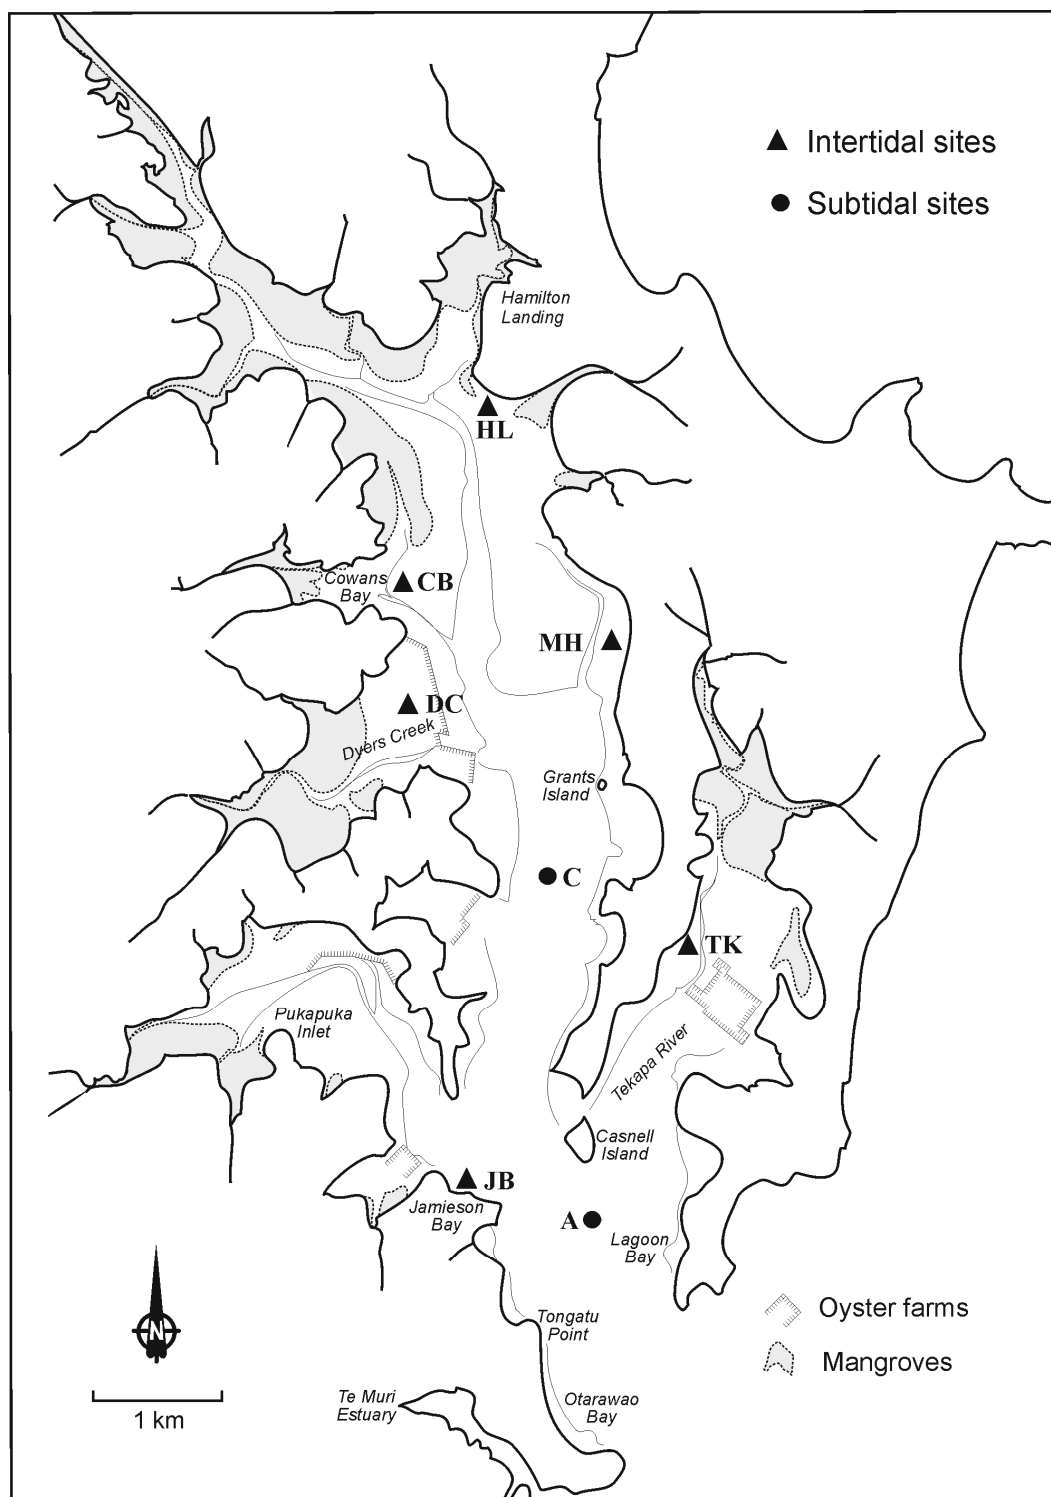 Intertidal sites
Subtidal sites
Hamilton
Landing
HL
Cowans
Bay
CB
MH
DC
Dyers Creek
Grants
Island
C
TK
Pukapuka
Inlet
Tekapa River
Casnell
Island
JB
Jamieson
Bay
A
Lagoon
Bay
Oyster farms
Tongatu
Point
N
Mangroves
1 km
Te Muri
Estuary
Otarawao
Bay